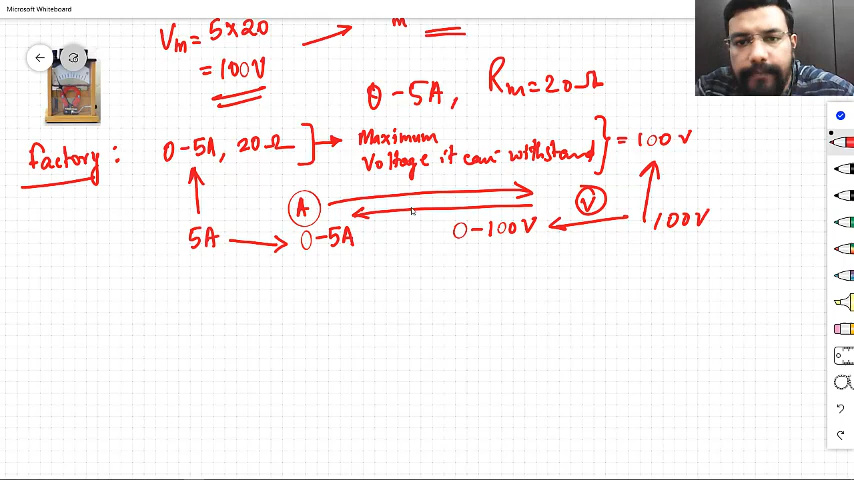 Microsoft Whiteboard
Vm = 5×20
m
= 100V
0-5A, Rm = 20Ω
Factory : 0-5A, 20Ω
Maximum
Voltage it can withstand
= 100V
A
V
5A
0-5A
0-100V
100V